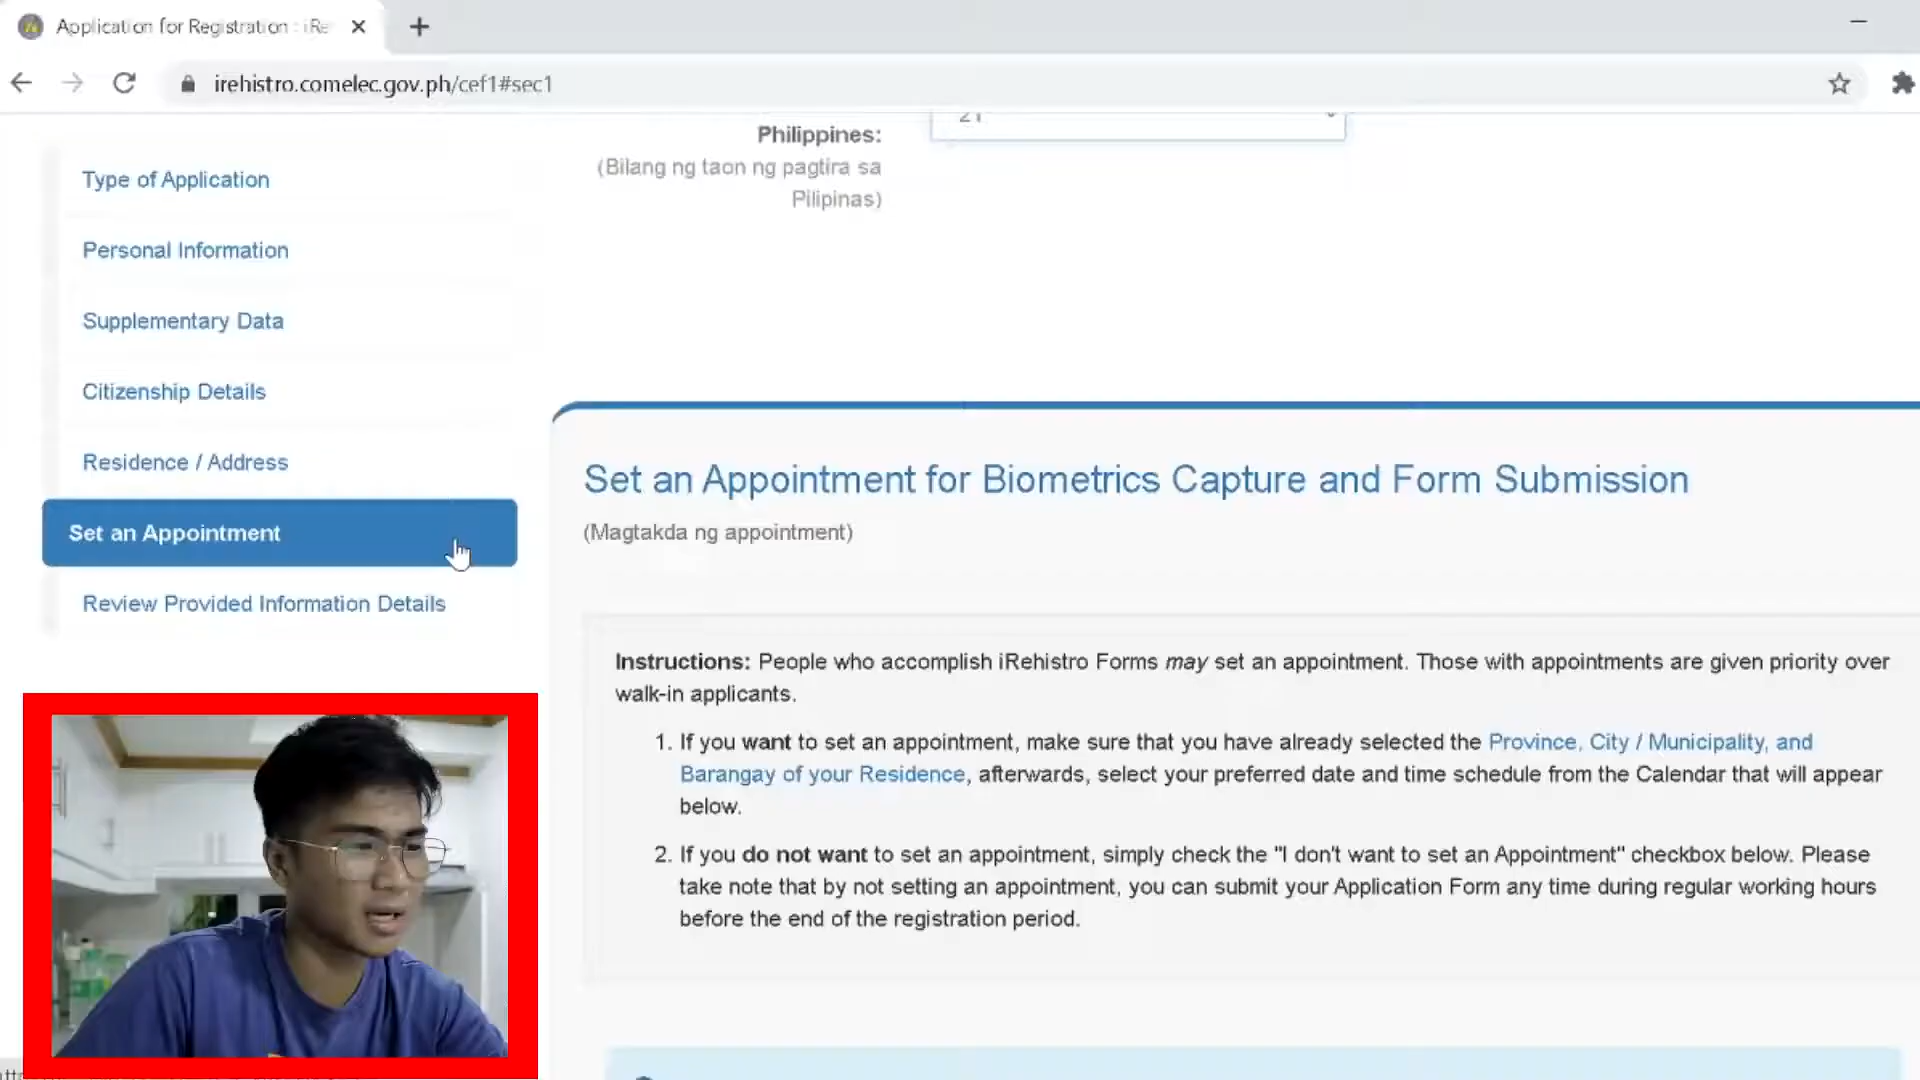 Application for Registration : iRe
irehistro.comelec.gov.ph/cef1#sec1
Type of Application
Personal Information
Supplementary Data
Citizenship Details
Residence / Address
Set an Appointment
Review Provided Information Details
21
Philippines:
(Bilang ng taon ng pagtira sa
Pilipinas)
Set an Appointment for Biometrics Capture and Form Submission
(Magtakda ng appointment)
Instructions: People who accomplish iRehistro Forms may set an appointment. Those with appointments are given priority over
walk-in applicants.
1. If you want to set an appointment, make sure that you have already selected the Province, City / Municipality, and
Barangay of your Residence, afterwards, select your preferred date and time schedule from the Calendar that will appear
below.
2. If you do not want to set an appointment, simply check the "I don't want to set an Appointment" checkbox below. Please
take note that by not setting an appointment, you can submit your Application Form any time during regular working hours
before the end of the registration period.